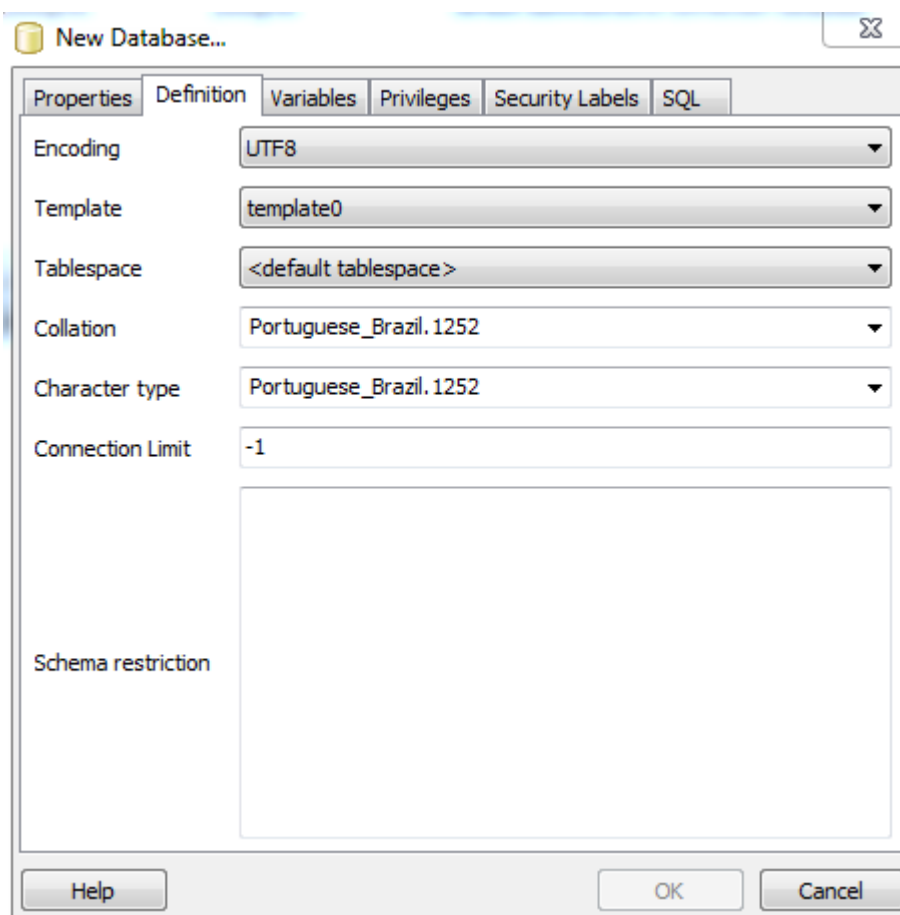 New Database...
Properties Definition Variables Privileges Security Labels SQL
Encoding UTF8
Template template0
Tablespace <default tablespace>
Collation Portuguese_Brazil.1252
Character type Portuguese_Brazil.1252
Connection Limit -1
Schema restriction
Help OK Cancel